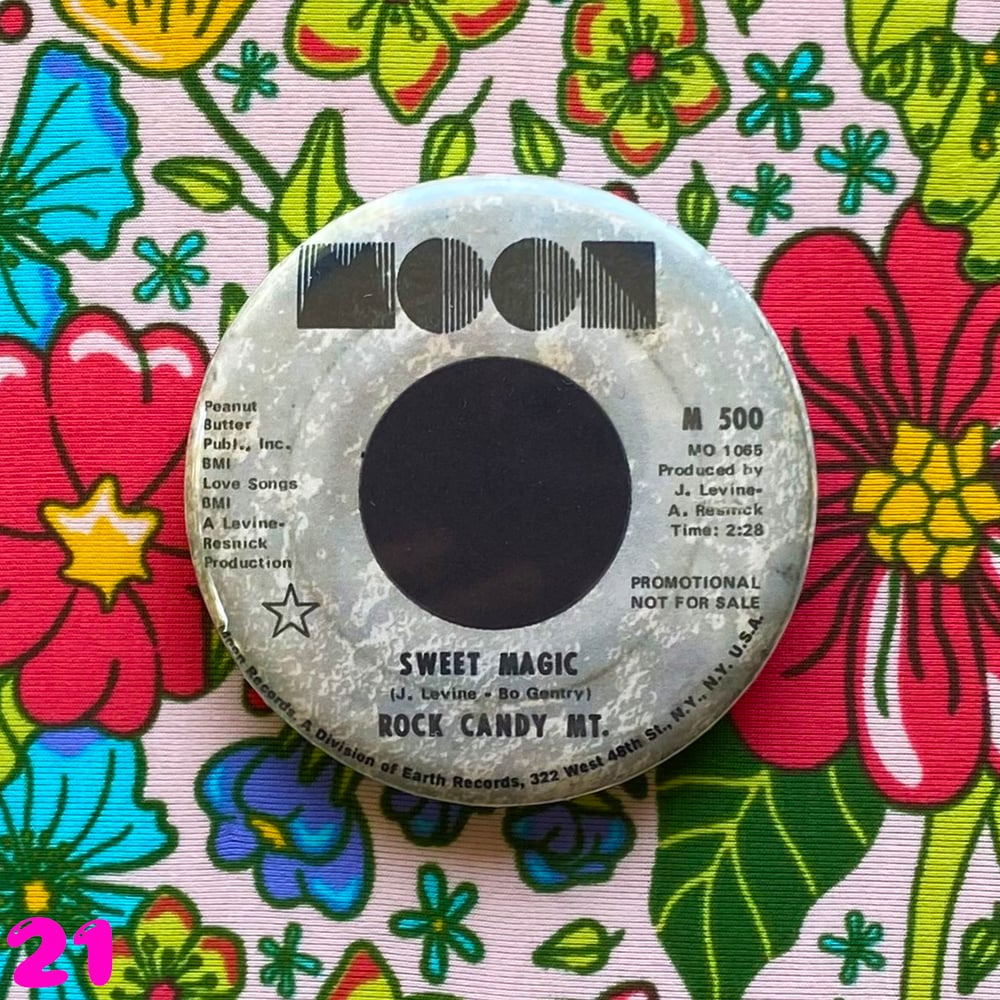 MOON
Peanut
Butter
Publ., Inc.
BMI
Love Songs
BMI
A Levine-
Resnick
Production
M 500
MO 1065
Produced by
J. Levine-
A. Resnick
Time: 2:28
PROMOTIONAL
NOT FOR SALE
SWEET MAGIC
(J. Levine - Bo Gentry)
ROCK CANDY MT.
Moon Records, A Division of Earth Records, 322 West 48th St., N.Y., N.Y. U.S.A.
21